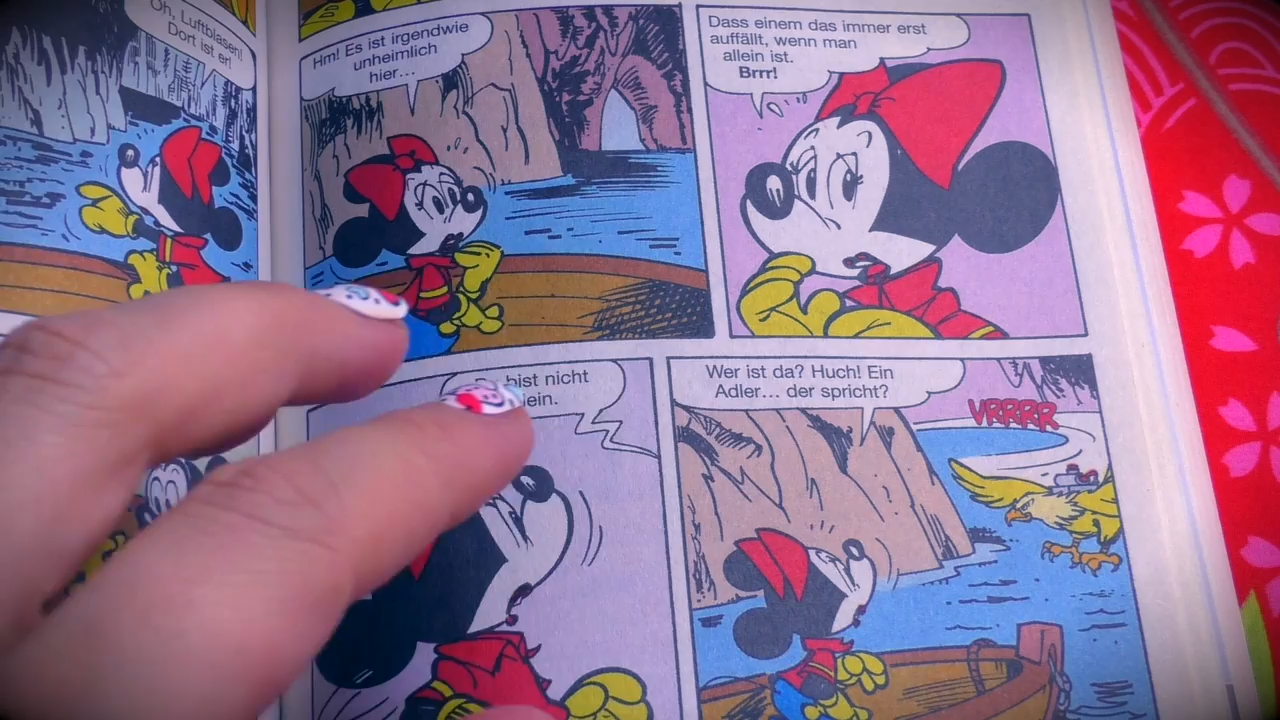 Oh, Luftblasen!
Dort ist er!
Hm! Es ist irgendwie
unheimlich
hier...
Dass einem das immer erst
auffällt, wenn man
allein ist.
Brrr!
bist nicht
Wer ist da? Huch! Ein
Adler... der spricht?
VRRRR